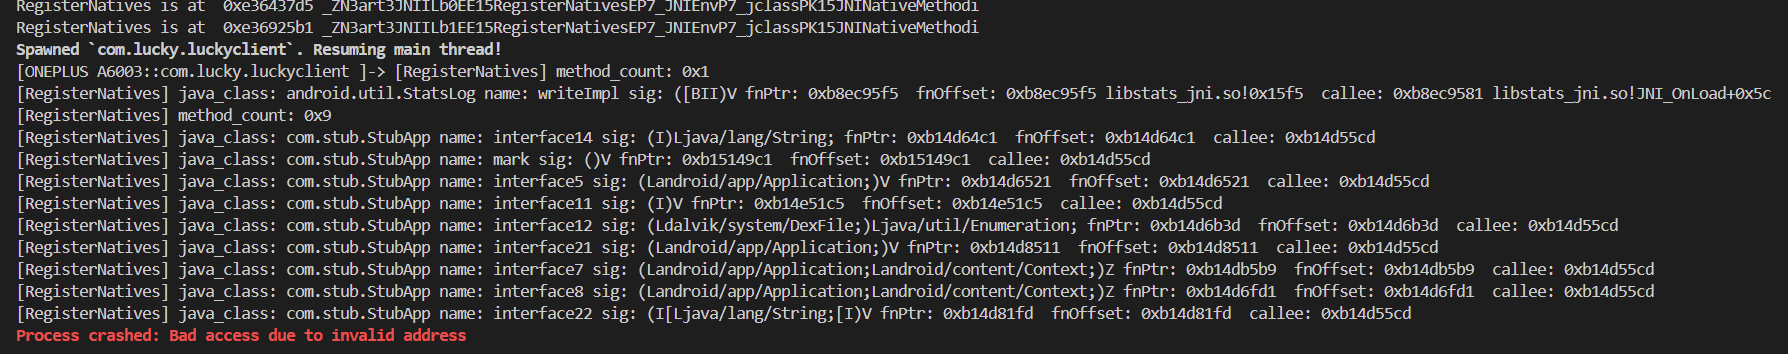 RegisterNatives is at  0xe36437d5 _ZN3art3JNIILb0EE15RegisterNativesEP7_JNIEnvP7_jclassPK15JNINativeMethodi
RegisterNatives is at  0xe36925b1 _ZN3art3JNIILb1EE15RegisterNativesEP7_JNIEnvP7_jclassPK15JNINativeMethodi
Spawned `com.lucky.luckyclient`. Resuming main thread!
[ONEPLUS A6003::com.lucky.luckyclient ]-> [RegisterNatives] method_count: 0x1
[RegisterNatives] java_class: android.util.StatsLog name: writeImpl sig: ([BII)V fnPtr: 0xb8ec95f5  fnOffset: 0xb8ec95f5 libstats_jni.so!0x15f5  callee: 0xb8ec9581 libstats_jni.so!JNI_OnLoad+0x5c
[RegisterNatives] method_count: 0x9
[RegisterNatives] java_class: com.stub.StubApp name: interface14 sig: (I)Ljava/lang/String; fnPtr: 0xb14d64c1  fnOffset: 0xb14d64c1  callee: 0xb14d55cd
[RegisterNatives] java_class: com.stub.StubApp name: mark sig: ()V fnPtr: 0xb15149c1  fnOffset: 0xb15149c1  callee: 0xb14d55cd
[RegisterNatives] java_class: com.stub.StubApp name: interface5 sig: (Landroid/app/Application;)V fnPtr: 0xb14d6521  fnOffset: 0xb14d6521  callee: 0xb14d55cd
[RegisterNatives] java_class: com.stub.StubApp name: interface11 sig: (I)V fnPtr: 0xb14e51c5  fnOffset: 0xb14e51c5  callee: 0xb14d55cd
[RegisterNatives] java_class: com.stub.StubApp name: interface12 sig: (Ldalvik/system/DexFile;)Ljava/util/Enumeration; fnPtr: 0xb14d6b3d  fnOffset: 0xb14d6b3d  callee: 0xb14d55cd
[RegisterNatives] java_class: com.stub.StubApp name: interface21 sig: (Landroid/app/Application;)V fnPtr: 0xb14d8511  fnOffset: 0xb14d8511  callee: 0xb14d55cd
[RegisterNatives] java_class: com.stub.StubApp name: interface7 sig: (Landroid/app/Application;Landroid/content/Context;)Z fnPtr: 0xb14db5b9  fnOffset: 0xb14db5b9  callee: 0xb14d55cd
[RegisterNatives] java_class: com.stub.StubApp name: interface8 sig: (Landroid/app/Application;Landroid/content/Context;)Z fnPtr: 0xb14d6fd1  fnOffset: 0xb14d6fd1  callee: 0xb14d55cd
[RegisterNatives] java_class: com.stub.StubApp name: interface22 sig: (I[Ljava/lang/String;[I)V fnPtr: 0xb14d81fd  fnOffset: 0xb14d81fd  callee: 0xb14d55cd
Process crashed: Bad access due to invalid address